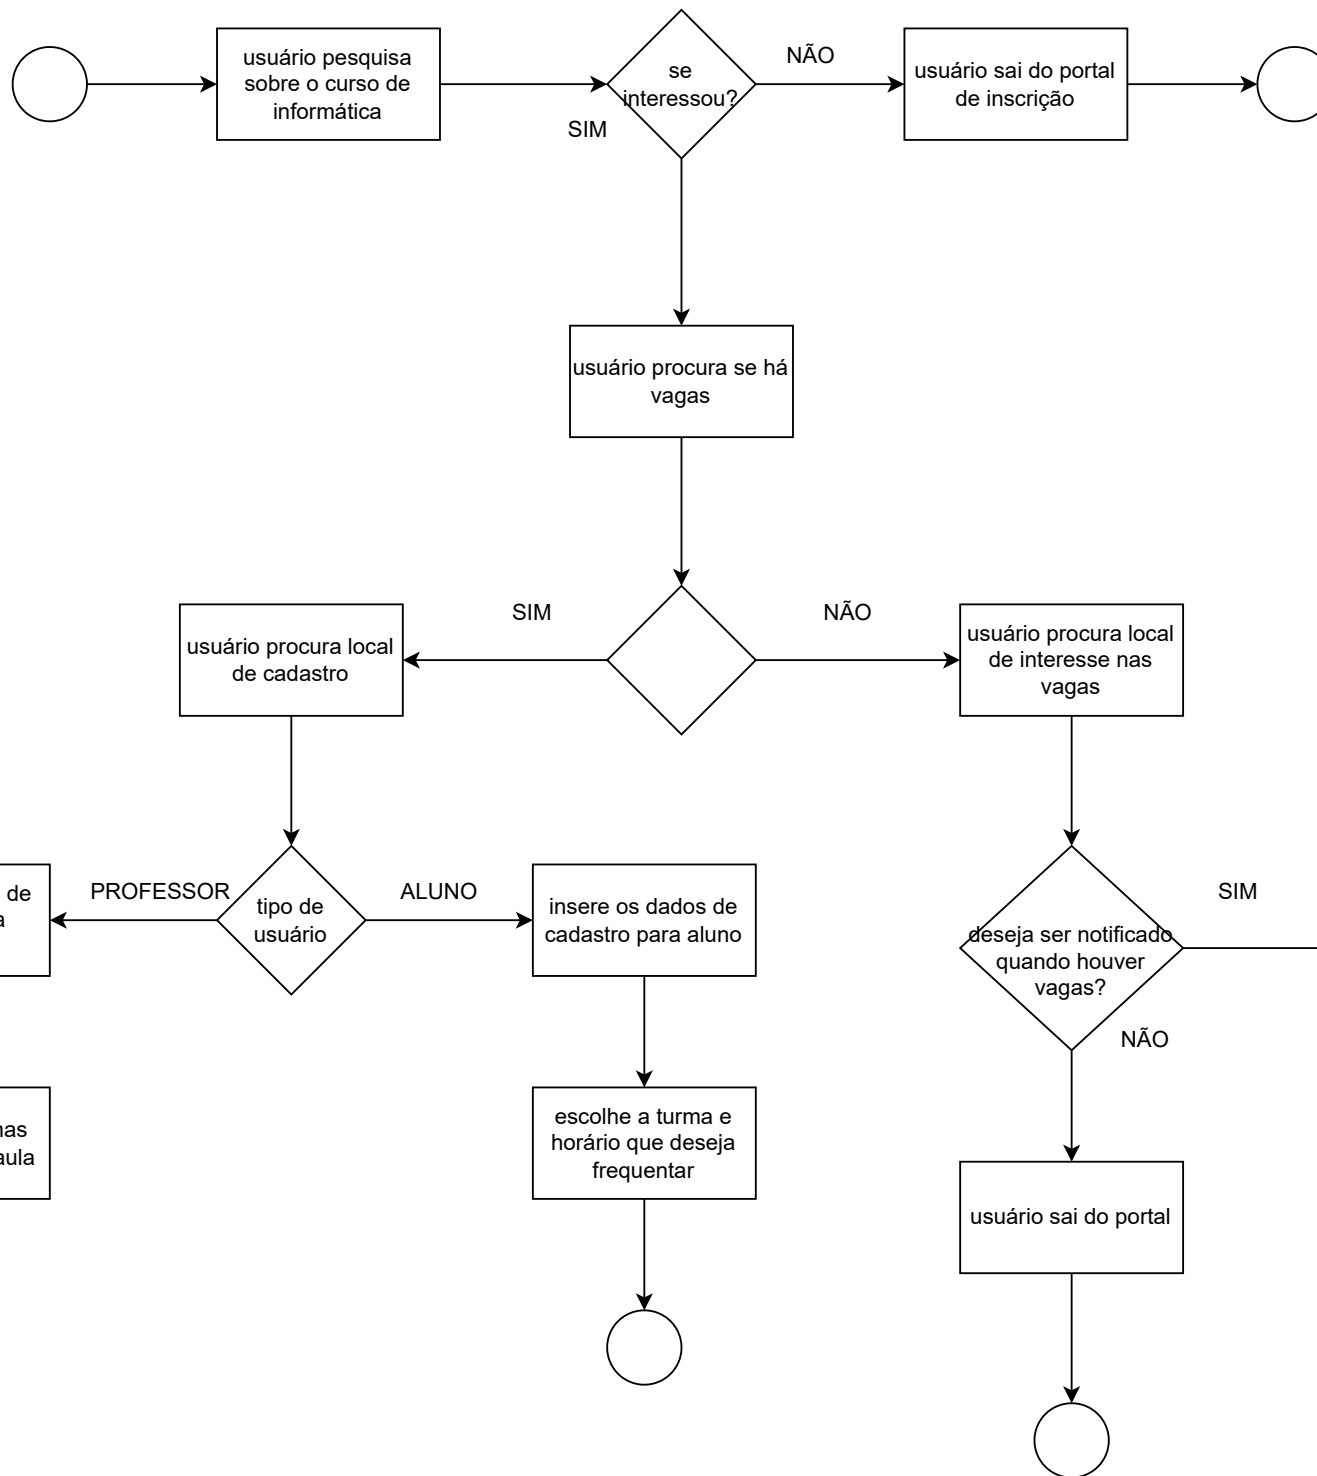 usuário pesquisa
sobre o curso de
informática
se
interessou?
NÃO
usuário sai do portal
de inscrição
SIM
usuário procura se há
vagas
SIM
NÃO
usuário procura local
de cadastro
usuário procura local
de interesse nas
vagas
de
a
PROFESSOR
tipo de
usuário
ALUNO
insere os dados de
cadastro para aluno
deseja ser notificado
quando houver
vagas?
SIM
NÃO
aula
escolhe a turma e
horário que deseja
frequentar
usuário sai do portal